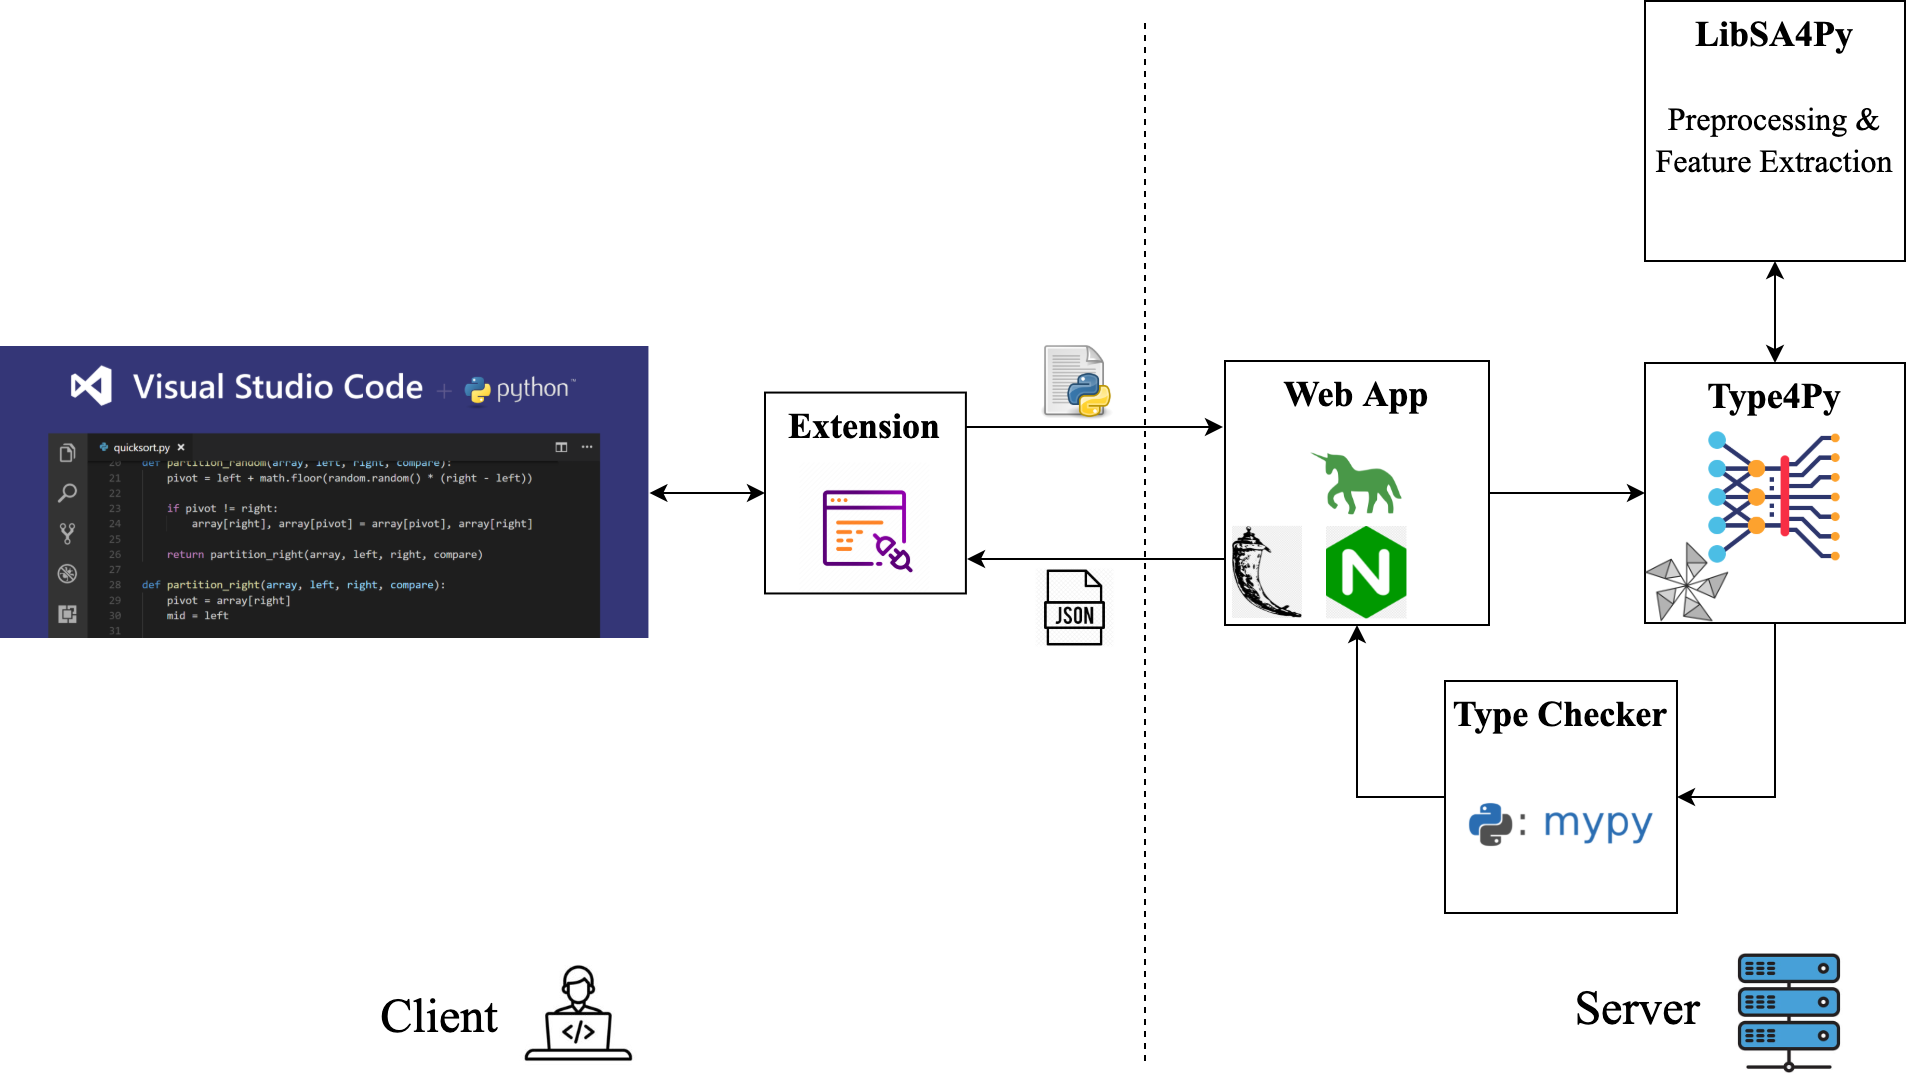 LibSA4Py
Preprocessing &
Feature Extraction
Visual Studio Code + python™
quicksort.py ×
20 def partition_random(array, left, right, compare):
21 pivot = left + math.floor(random.random() * (right - left))
22
23 if pivot != right:
24 array[right], array[pivot] = array[pivot], array[right]
25
26 return partition_right(array, left, right, compare)
27
28 def partition_right(array, left, right, compare):
29 pivot = array[right]
30 mid = left
31
Extension
JSON
Web App
N
Type4Py
Type Checker
: mypy
Client
</>
Server